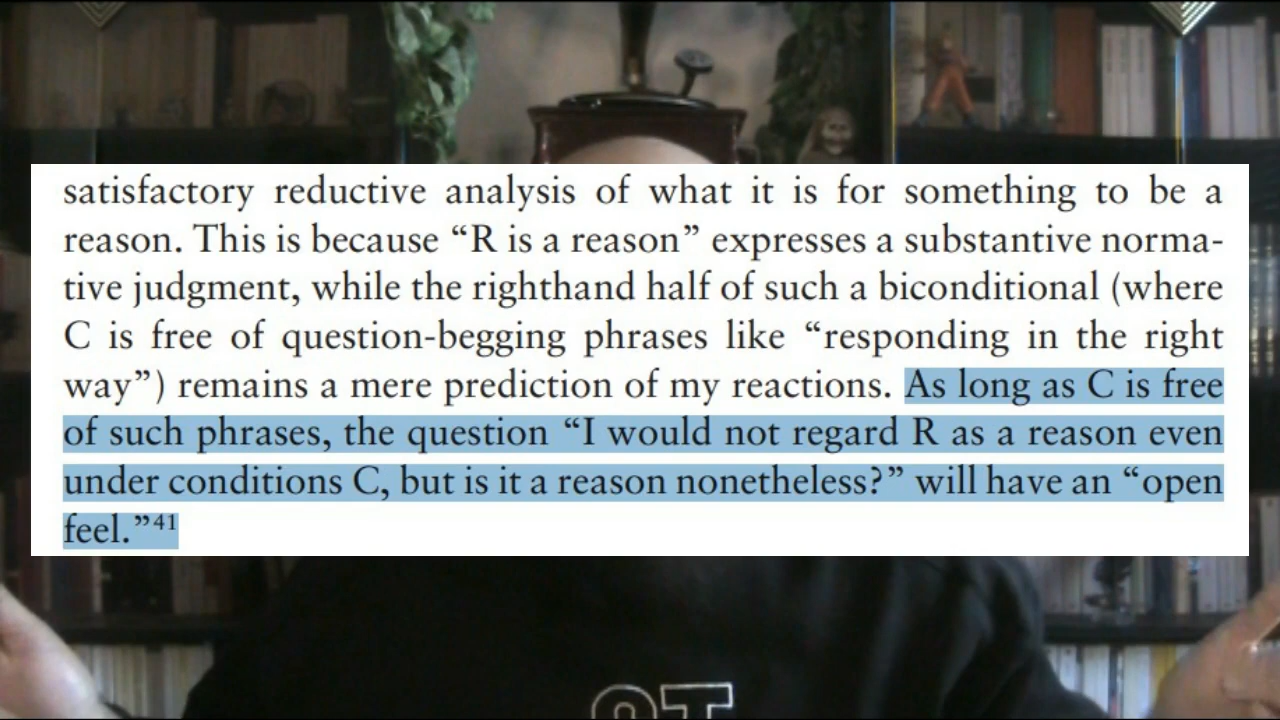 satisfactory reductive analysis of what it is for something to be a
reason. This is because “R is a reason” expresses a substantive norma-
tive judgment, while the righthand half of such a biconditional (where
C is free of question-begging phrases like “responding in the right
way”) remains a mere prediction of my reactions. As long as C is free
of such phrases, the question “I would not regard R as a reason even
under conditions C, but is it a reason nonetheless?” will have an “open
feel.”⁴¹